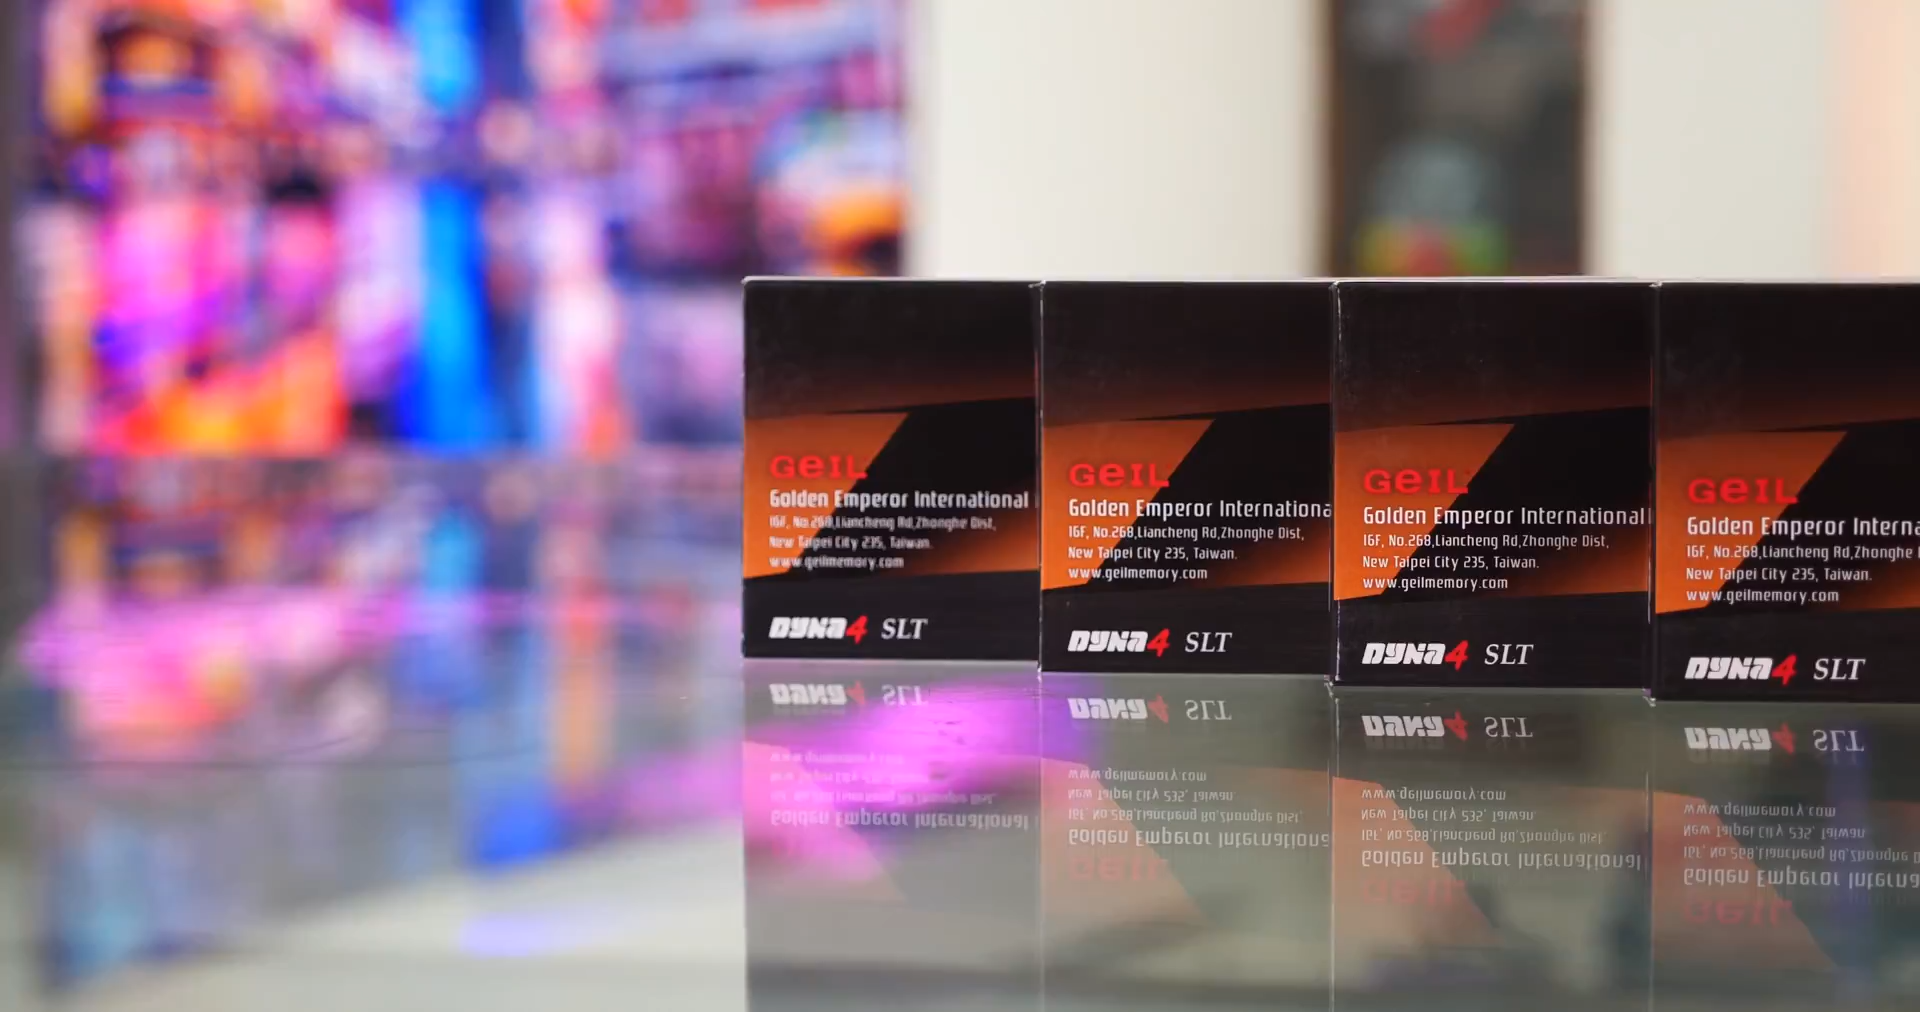 GeIL
Golden Emperor International
16F, No.268,Liancheng Rd,Zhonghe Dist,
New Taipei City 235, Taiwan.
www.geilmemory.com
DYNA4 SLT
GeIL
Golden Emperor Internationa
16F, No.268,Liancheng Rd,Zhonghe Dist,
New Taipei City 235, Taiwan.
www.geilmemory.com
DYNA4 SLT
GeIL
Golden Emperor International
16F, No.268,Liancheng Rd,Zhonghe Dist,
New Taipei City 235, Taiwan.
www.geilmemory.com
DYNA4 SLT
GeIL
Golden Emperor Interna
16F, No.268,Liancheng Rd,Zhonghe
New Taipei City 235, Taiwan.
www.geilmemory.com
DYNA4 SLT